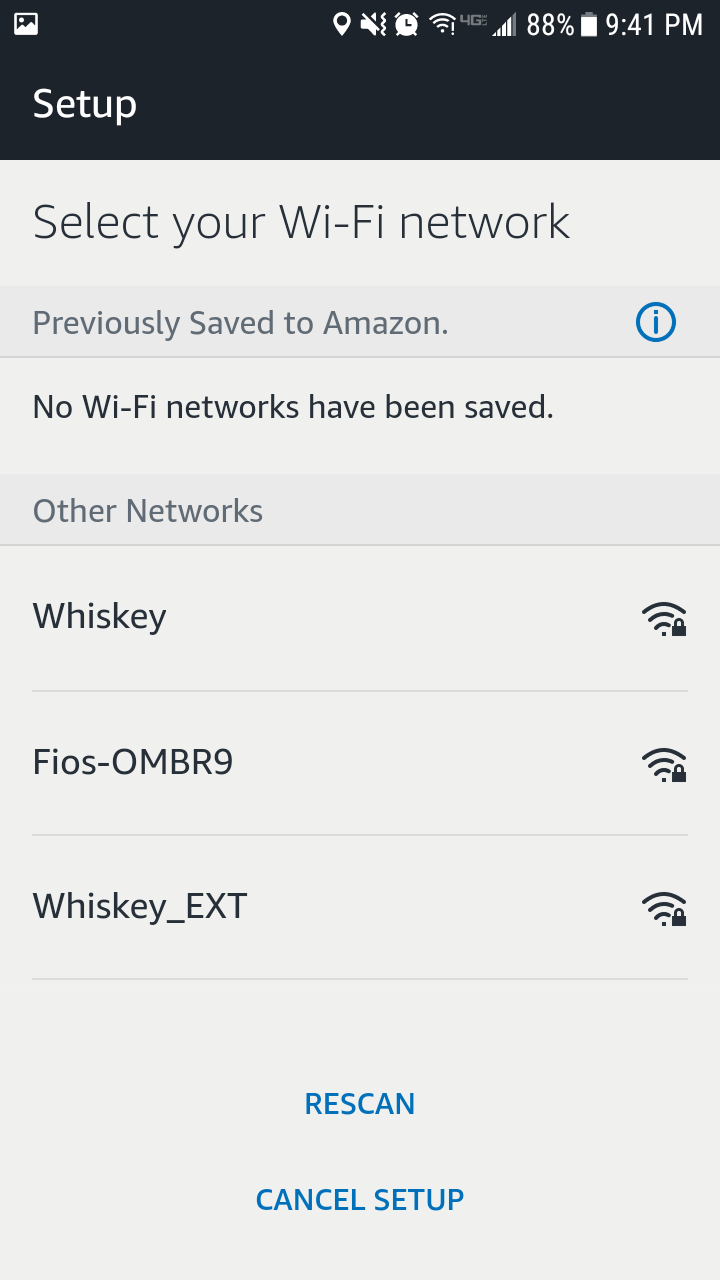 4G 88% 9:41 PM
Setup
Select your Wi-Fi network
Previously Saved to Amazon.
No Wi-Fi networks have been saved.
Other Networks
Whiskey
Fios-OMBR9
Whiskey_EXT
RESCAN
CANCEL SETUP